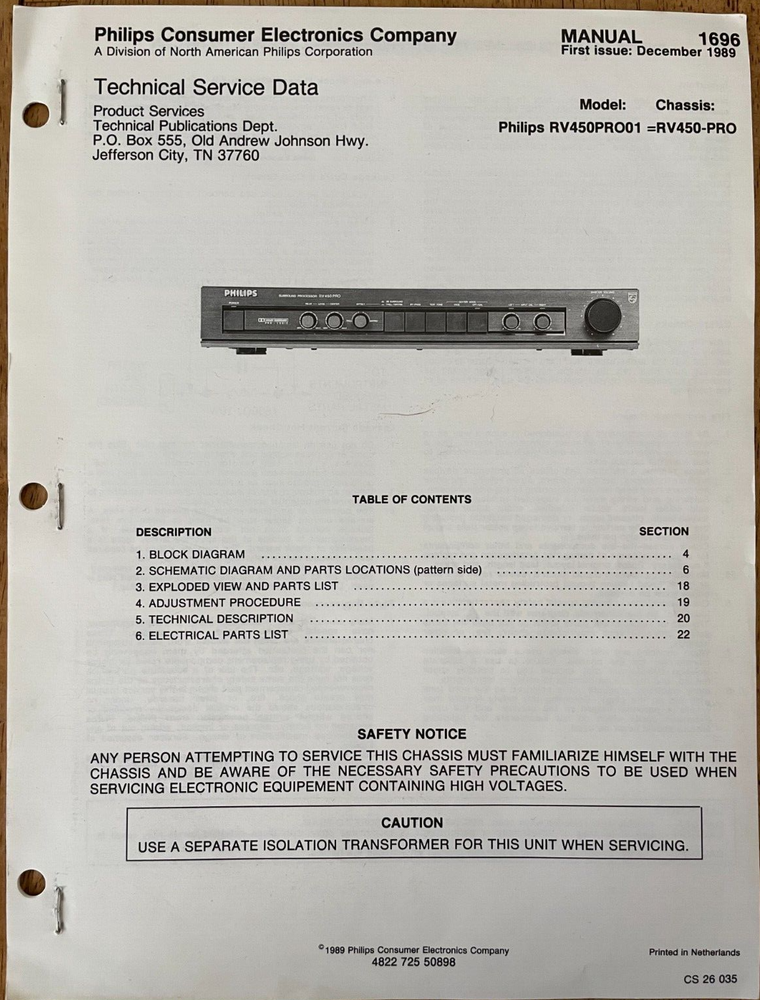 Philips Consumer Electronics Company
A Division of North American Philips Corporation
MANUAL 1696
First issue: December 1989
Technical Service Data
Product Services
Technical Publications Dept.
P.O. Box 555, Old Andrew Johnson Hwy.
Jefferson City, TN 37760
Model: Chassis:
Philips RV450PRO01 =RV450-PRO
PHILIPS
SURROUND PROCESSOR RV450 PRO
TABLE OF CONTENTS
DESCRIPTION SECTION
1. BLOCK DIAGRAM ........ 4
2. SCHEMATIC DIAGRAM AND PARTS LOCATIONS (pattern side) ........ 6
3. EXPLODED VIEW AND PARTS LIST ........ 18
4. ADJUSTMENT PROCEDURE ........ 19
5. TECHNICAL DESCRIPTION ........ 20
6. ELECTRICAL PARTS LIST ........ 22
SAFETY NOTICE
ANY PERSON ATTEMPTING TO SERVICE THIS CHASSIS MUST FAMILIARIZE HIMSELF WITH THE
CHASSIS AND BE AWARE OF THE NECESSARY SAFETY PRECAUTIONS TO BE USED WHEN
SERVICING ELECTRONIC EQUIPEMENT CONTAINING HIGH VOLTAGES.
CAUTION
USE A SEPARATE ISOLATION TRANSFORMER FOR THIS UNIT WHEN SERVICING.
©1989 Philips Consumer Electronics Company
4822 725 50898
Printed in Netherlands
CS 26 035